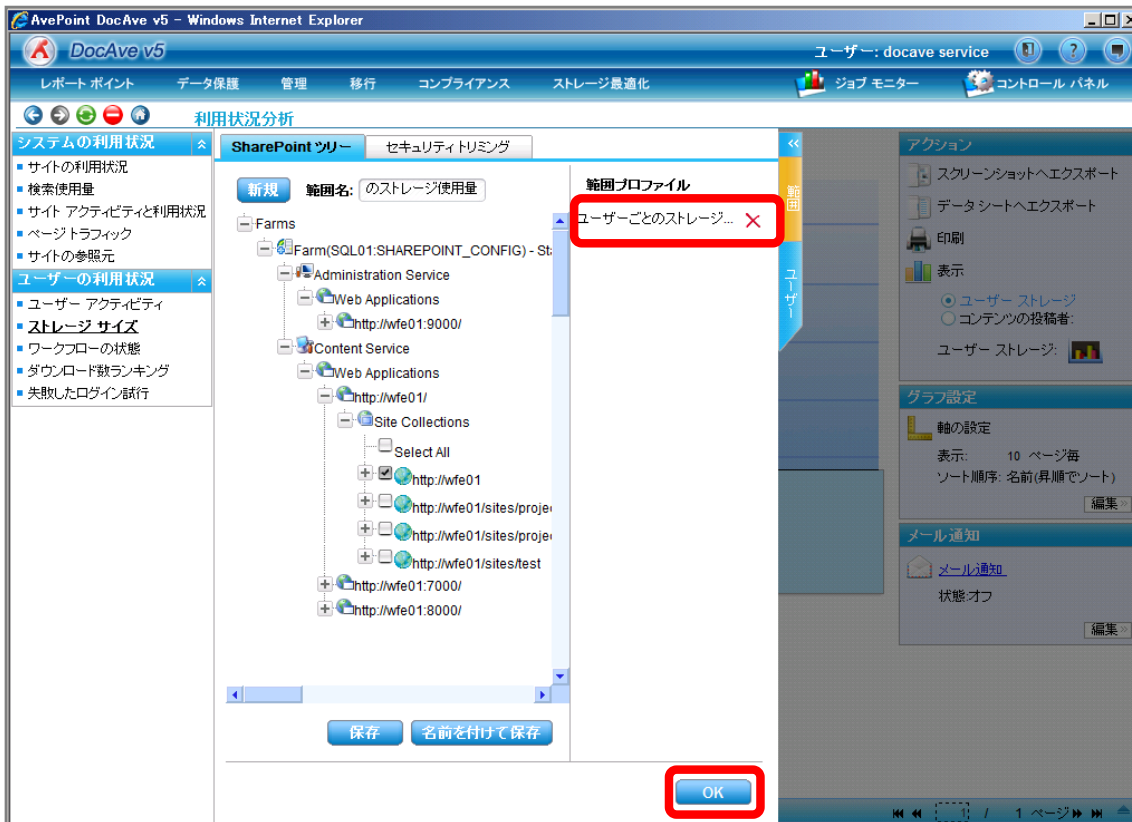 AvePoint DocAve v5 - Windows Internet Explorer
DocAve v5
ユーザー: docave service
レポート ポイント データ保護 管理 移行 コンプライアンス ストレージ最適化 ジョブ モニター コントロール パネル
利用状況分析
システムの利用状況
サイトの利用状況
検索使用量
サイト アクティビティと利用状況
ページトラフィック
サイトの参照元
ユーザーの利用状況
ユーザー アクティビティ
ストレージ サイズ
ワークフローの状態
ダウンロード数ランキング
失敗したログイン試行
SharePoint ツリー セキュリティトリミング
新規 範囲名: のストレージ使用量
Farms
Farm(SQL01:SHAREPOINT_CONFIG) - St
Administration Service
Web Applications
http://wfe01:9000/
Content Service
Web Applications
http://wfe01/
Site Collections
Select All
http://wfe01
http://wfe01/sites/proje
http://wfe01/sites/proje
http://wfe01/sites/test
http://wfe01:7000/
http://wfe01:8000/
保存 名前を付けて保存
範囲プロファイル
ユーザーごとのストレージ...
OK
範囲
ユーザー
アクション
スクリーンショットへエクスポート
データシートへエクスポート
印刷
表示
ユーザー ストレージ
コンテンツの投稿者:
ユーザー ストレージ:
グラフ設定
軸の設定
表示: 10 ページ毎
ソート順序: 名前(昇順でソート)
編集»
メール通知
メール通知
状態:オフ
編集»
1 / 1 ページ